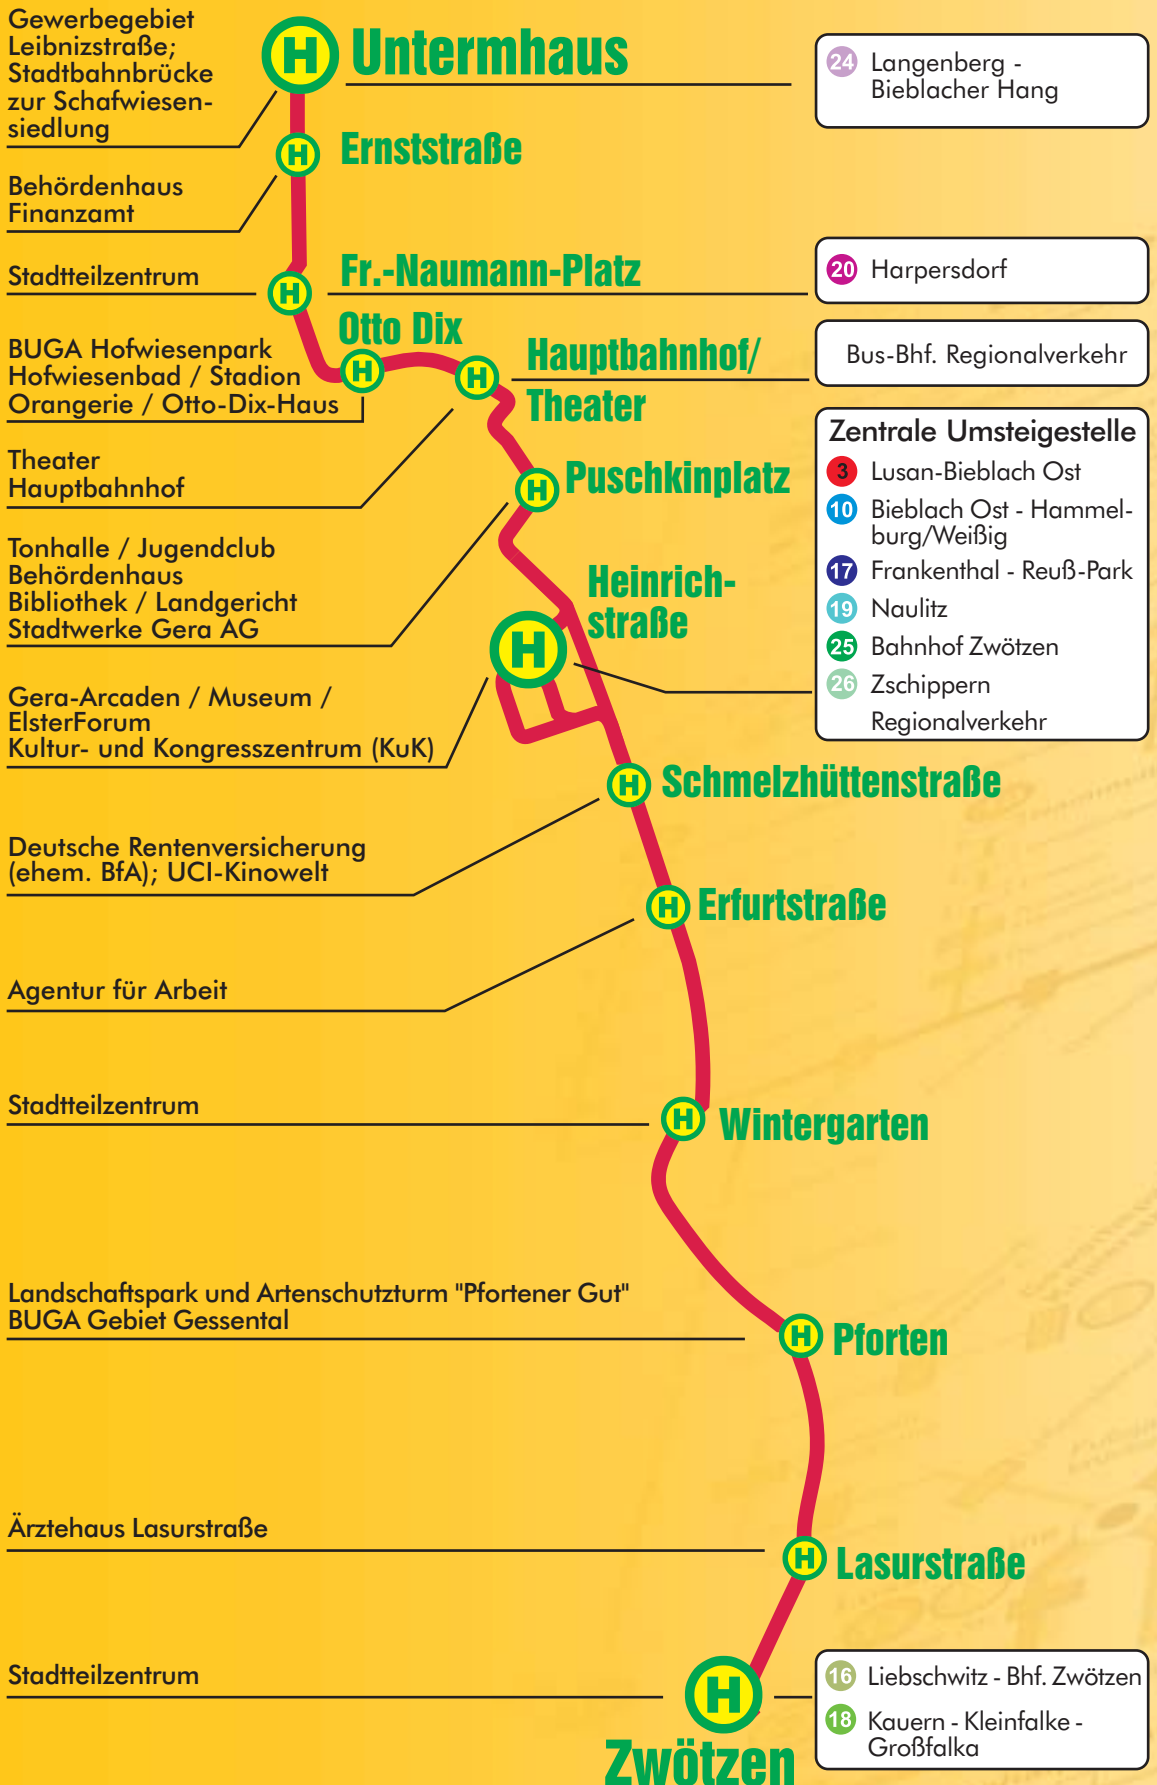 Gewerbegebiet
Leibnizstraße;
Stadtbahnbrücke
zur Schafwiesen-
siedlung
H
Untermhaus
24 Langenberg -
Bieblacher Hang
H
Ernststraße
Behördenhaus
Finanzamt
Stadtteilzentrum
H
Fr.-Naumann-Platz
20 Harpersdorf
BUGA Hofwiesenpark
Hofwiesenbad / Stadion
Orangerie / Otto-Dix-Haus
Otto Dix
H
H
Hauptbahnhof/
Theater
Bus-Bhf. Regionalverkehr
Theater
Hauptbahnhof
H
Puschkinplatz
Zentrale Umsteigestelle
3 Lusan-Bieblach Ost
10 Bieblach Ost - Hammel-
burg/Weißig
17 Frankenthal - Reuß-Park
19 Naulitz
25 Bahnhof Zwötzen
26 Zschippern
Regionalverkehr
Tonhalle / Jugendclub
Behördenhaus
Bibliothek / Landgericht
Stadtwerke Gera AG
Heinrich-
straße
H
Gera-Arcaden / Museum /
ElsterForum
Kultur- und Kongresszentrum (KuK)
H
Schmelzhüttenstraße
Deutsche Rentenversicherung
(ehem. BfA); UCI-Kinowelt
H
Erfurtstraße
Agentur für Arbeit
Stadtteilzentrum
H
Wintergarten
Landschaftspark und Artenschutzturm "Pfortener Gut"
BUGA Gebiet Gessental
H
Pforten
Ärztehaus Lasurstraße
H
Lasurstraße
Stadtteilzentrum
H
Zwötzen
16 Liebschwitz - Bhf. Zwötzen
18 Kauern - Kleinfalke -
Großfalka